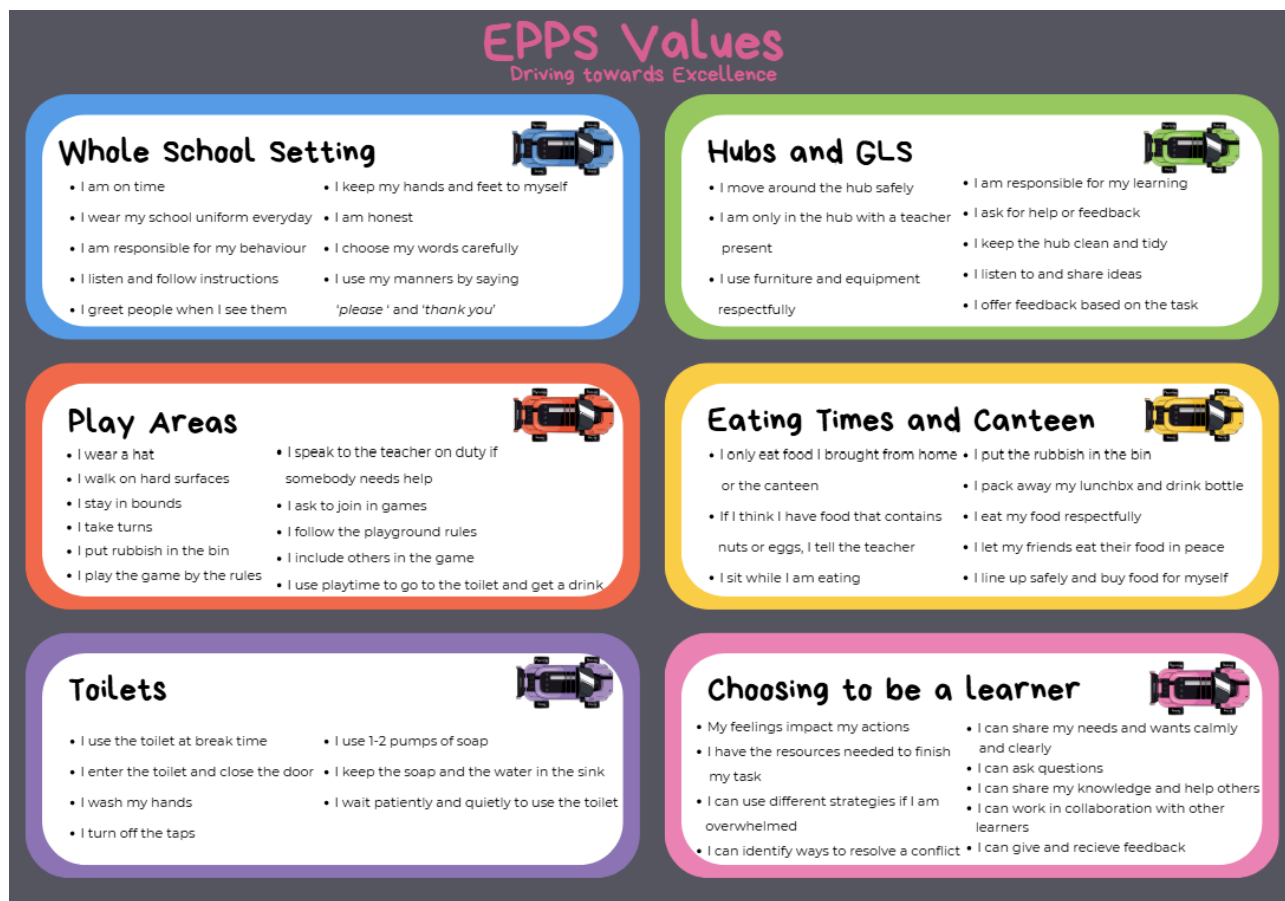 EPPS Values
Driving towards Excellence
Whole School Setting
• I am on time
• I wear my school uniform everyday
• I am responsible for my behaviour
• I listen and follow instructions
• I greet people when I see them
• I keep my hands and feet to myself
• I am honest
• I choose my words carefully
• I use my manners by saying
‘please ‘ and ‘thank you’
Hubs and GLS
• I move around the hub safely
• I am only in the hub with a teacher
present
• I use furniture and equipment
respectfully
• I am responsible for my learning
• I ask for help or feedback
• I keep the hub clean and tidy
• I listen to and share ideas
• I offer feedback based on the task
Play Areas
• I wear a hat
• I walk on hard surfaces
• I stay in bounds
• I take turns
• I put rubbish in the bin
• I play the game by the rules
• I speak to the teacher on duty if
somebody needs help
• I ask to join in games
• I follow the playground rules
• I include others in the game
• I use playtime to go to the toilet and get a drink
Eating Times and Canteen
• I only eat food I brought from home
or the canteen
• If I think I have food that contains
nuts or eggs, I tell the teacher
• I sit while I am eating
• I put the rubbish in the bin
• I pack away my lunchbx and drink bottle
• I eat my food respectfully
• I let my friends eat their food in peace
• I line up safely and buy food for myself
Toilets
• I use the toilet at break time
• I enter the toilet and close the door
• I wash my hands
• I turn off the taps
• I use 1-2 pumps of soap
• I keep the soap and the water in the sink
• I wait patiently and quietly to use the toilet
Choosing to be a learner
• My feelings impact my actions
• I have the resources needed to finish
my task
• I can use different strategies if I am
overwhelmed
• I can identify ways to resolve a conflict
• I can share my needs and wants calmly
and clearly
• I can ask questions
• I can share my knowledge and help others
• I can work in collaboration with other
learners
• I can give and recieve feedback